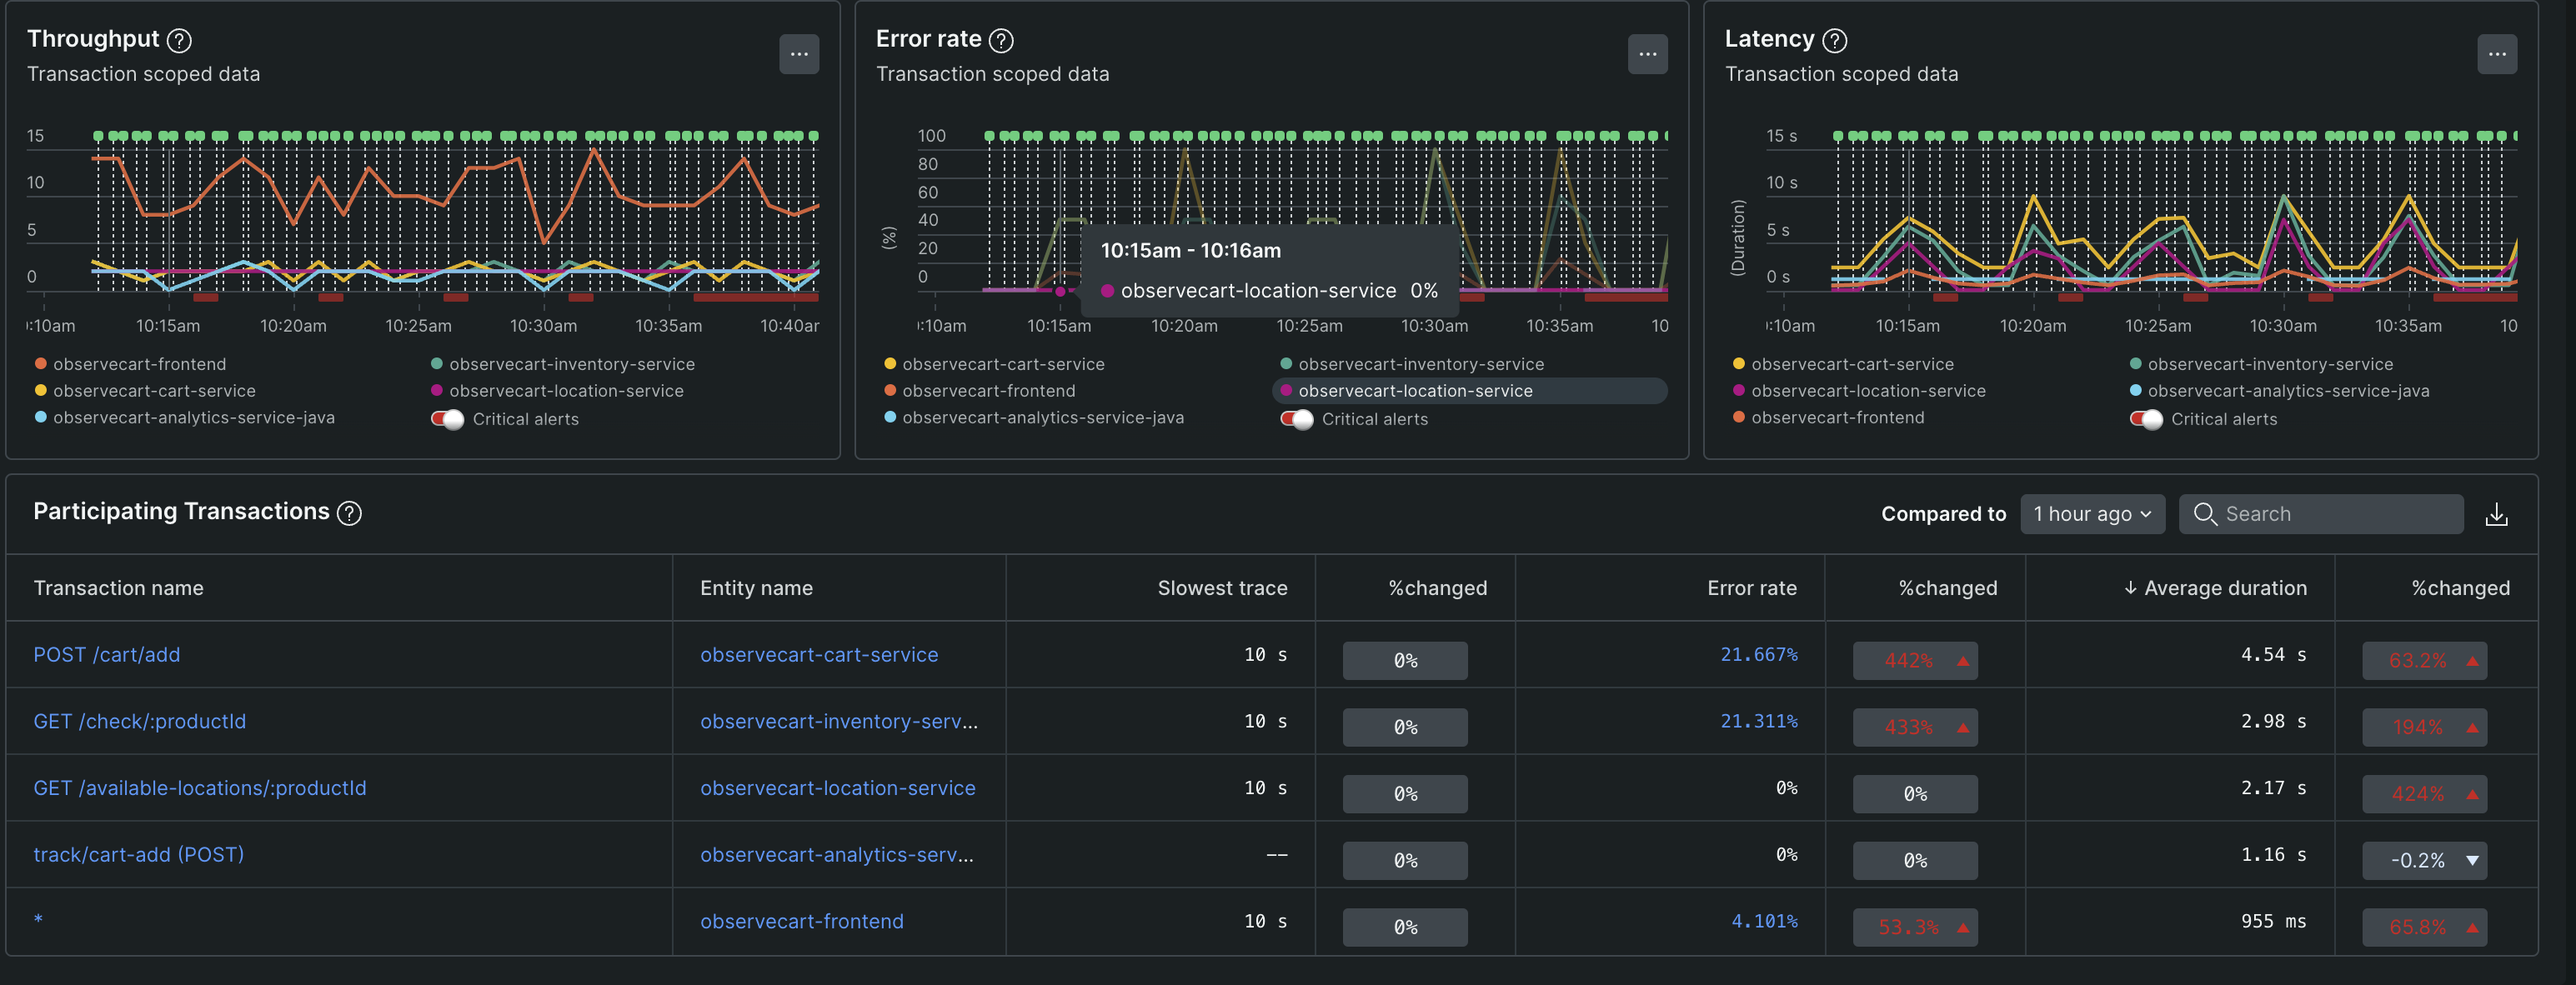 Throughput ?
Transaction scoped data
15
10
5
0
:10am 10:15am 10:20am 10:25am 10:30am 10:35am 10:40ar
observecart-frontend
observecart-inventory-service
observecart-cart-service
observecart-location-service
observecart-analytics-service-java
Critical alerts
Error rate ?
Transaction scoped data
100
80
60
40
20
0
(%)
10:15am - 10:16am
observecart-location-service 0%
:10am 10:15am 10:20am 10:25am 10:30am 10:35am 10
observecart-cart-service
observecart-inventory-service
observecart-frontend
observecart-location-service
observecart-analytics-service-java
Critical alerts
Latency ?
Transaction scoped data
15 s
10 s
5 s
0 s
(Duration)
:10am 10:15am 10:20am 10:25am 10:30am 10:35am 10
observecart-cart-service
observecart-inventory-service
observecart-location-service
observecart-analytics-service-java
observecart-frontend
Critical alerts
Participating Transactions ?
Compared to 1 hour ago Search
Transaction name Entity name Slowest trace %changed Error rate %changed ↓ Average duration %changed
POST /cart/add observecart-cart-service 10 s 0% 21.667% 442% ▲ 4.54 s 63.2% ▲
GET /check/:productId observecart-inventory-serv... 10 s 0% 21.311% 433% ▲ 2.98 s 194% ▲
GET /available-locations/:productId observecart-location-service 10 s 0% 0% 0% 2.17 s 424% ▲
track/cart-add (POST) observecart-analytics-serv... -- 0% 0% 0% 1.16 s -0.2% ▼
* observecart-frontend 10 s 0% 4.101% 53.3% ▲ 955 ms 65.8% ▲